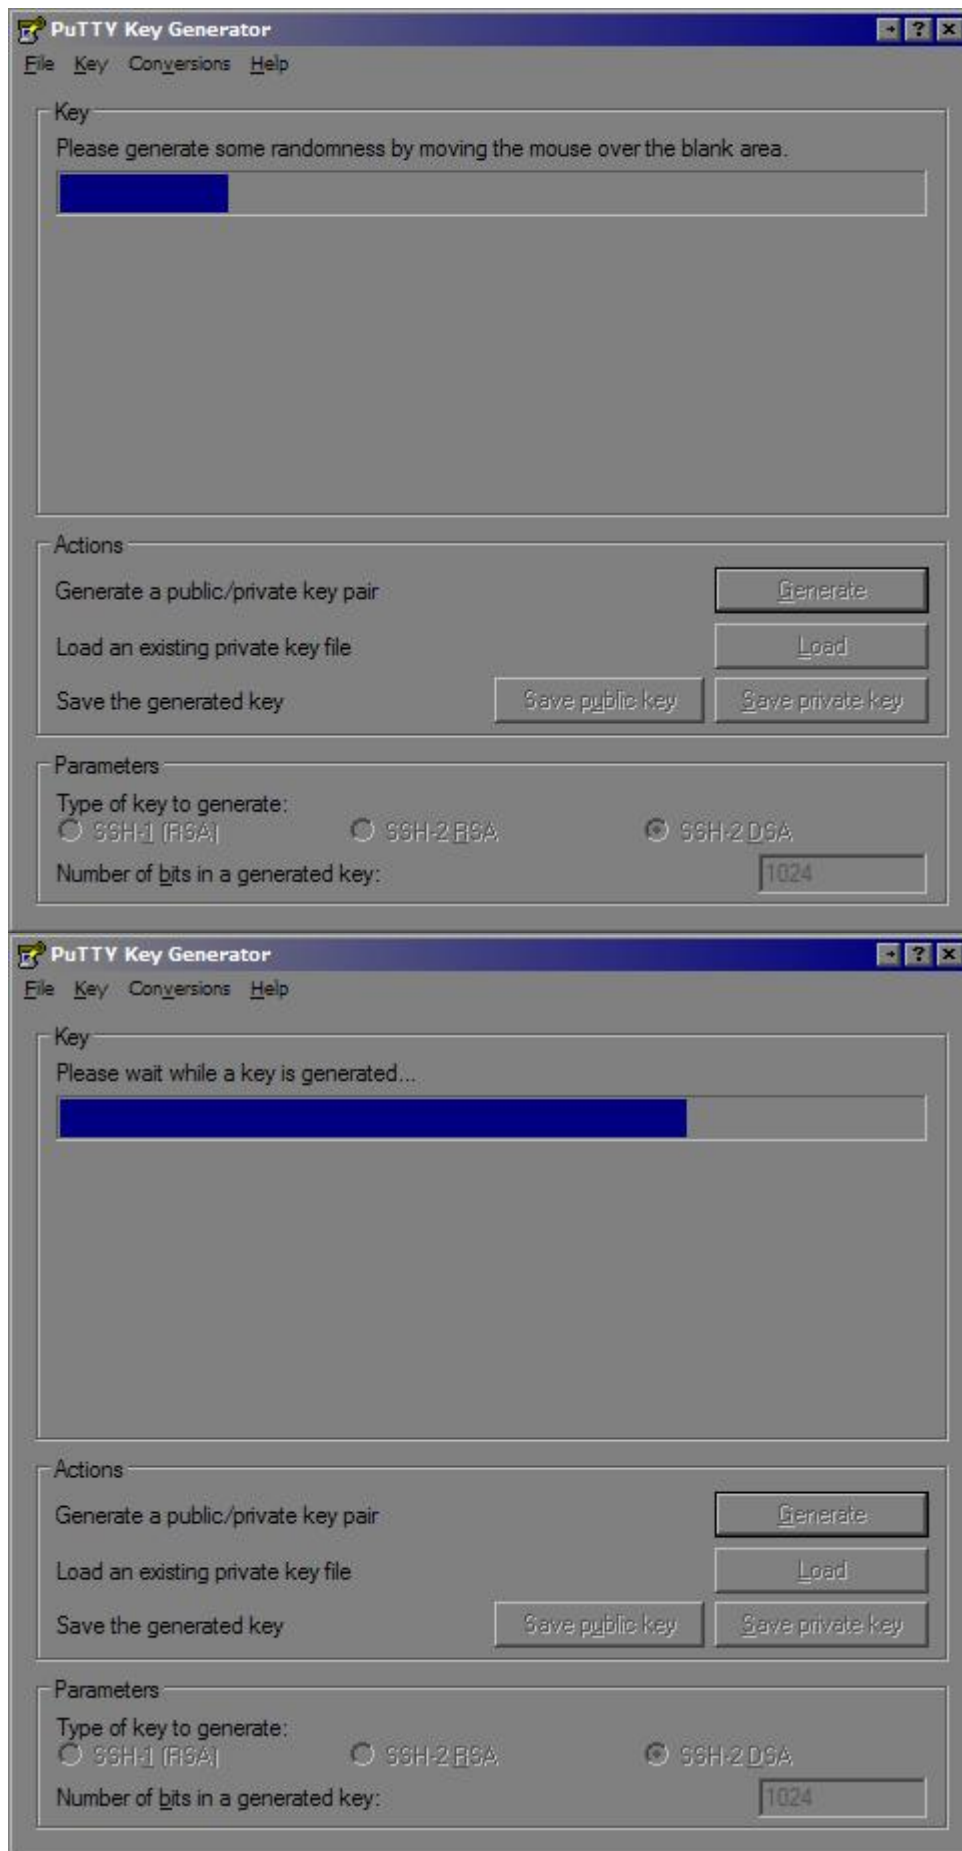 PuTTY Key Generator
File Key Conversions Help
Key
Please generate some randomness by moving the mouse over the blank area.
Actions
Generate a public/private key pair Generate
Load an existing private key file Load
Save the generated key Save public key Save private key
Parameters
Type of key to generate:
SSH-1 (RSA) SSH-2 RSA SSH-2 DSA
Number of bits in a generated key: 1024
PuTTY Key Generator
File Key Conversions Help
Key
Please wait while a key is generated...
Actions
Generate a public/private key pair Generate
Load an existing private key file Load
Save the generated key Save public key Save private key
Parameters
Type of key to generate:
SSH-1 (RSA) SSH-2 RSA SSH-2 DSA
Number of bits in a generated key: 1024